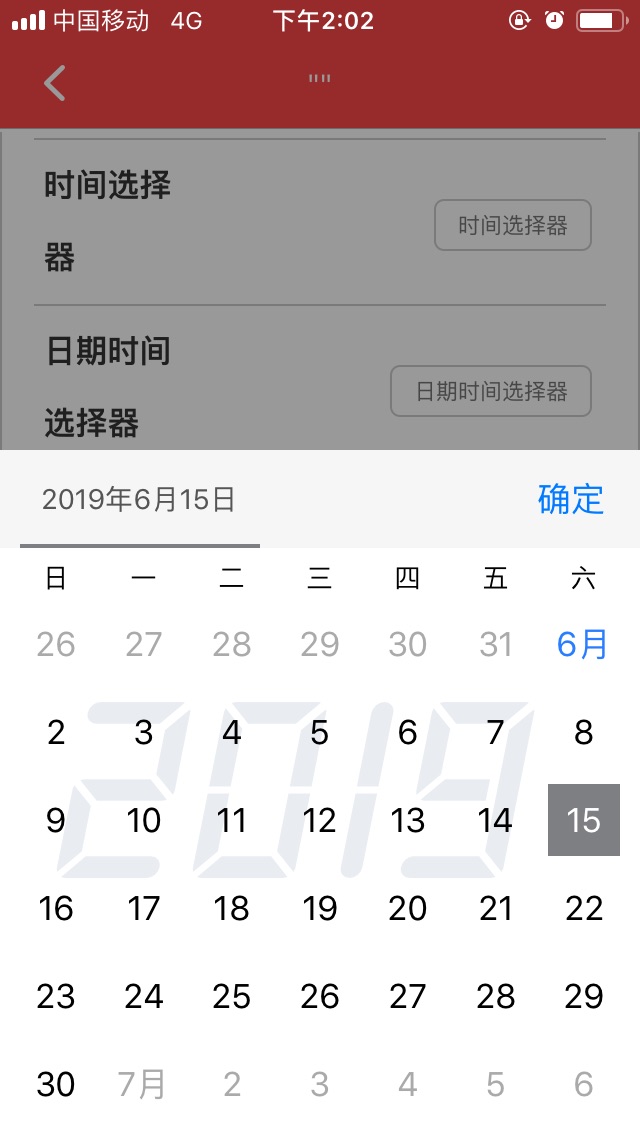 中国移动 4G 下午2:02
""
时间选择
器
时间选择器
日期时间
选择器
日期时间选择器
2019年6月15日 确定
日 一 二 三 四 五 六
26 27 28 29 30 31 6月
2 3 4 5 6 7 8
2019
9 10 11 12 13 14 15
16 17 18 19 20 21 22
23 24 25 26 27 28 29
30 7月 2 3 4 5 6